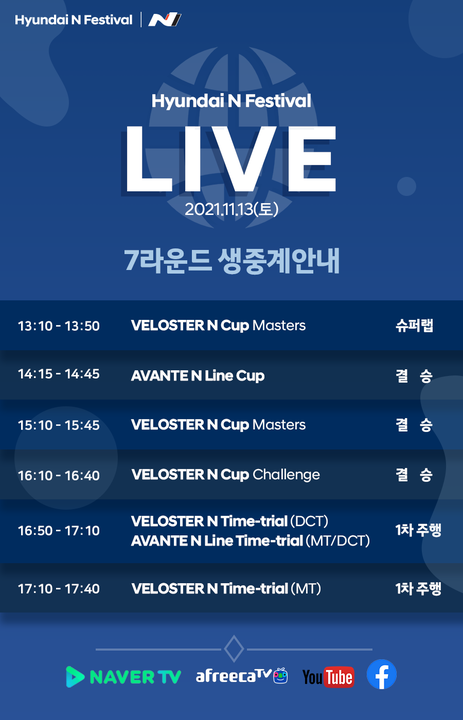 Hyundai N Festival N
Hyundai N Festival
LIVE
2021.11.13(토)
7라운드 생중계안내
13:10 - 13:50 VELOSTER N Cup Masters 슈퍼랩
14:15 - 14:45 AVANTE N Line Cup 결 승
15:10 - 15:45 VELOSTER N Cup Masters 결 승
16:10 - 16:40 VELOSTER N Cup Challenge 결 승
16:50 - 17:10 VELOSTER N Time-trial (DCT) 1차 주행
AVANTE N Line Time-trial (MT/DCT)
17:10 - 17:40 VELOSTER N Time-trial (MT) 1차 주행
NAVER TV afreecaTV YouTube f